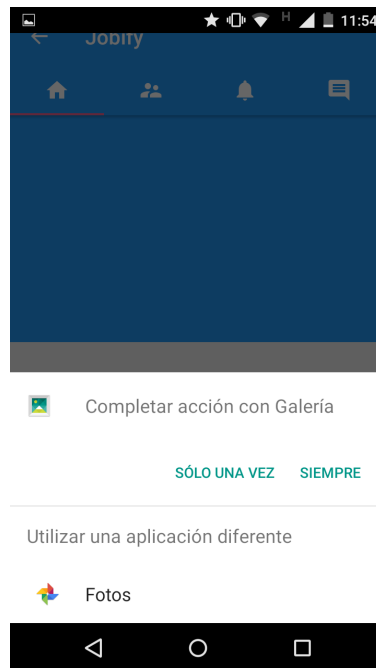 H 11:54
Jobify
Completar acción con Galería
SÓLO UNA VEZ SIEMPRE
Utilizar una aplicación diferente
Fotos